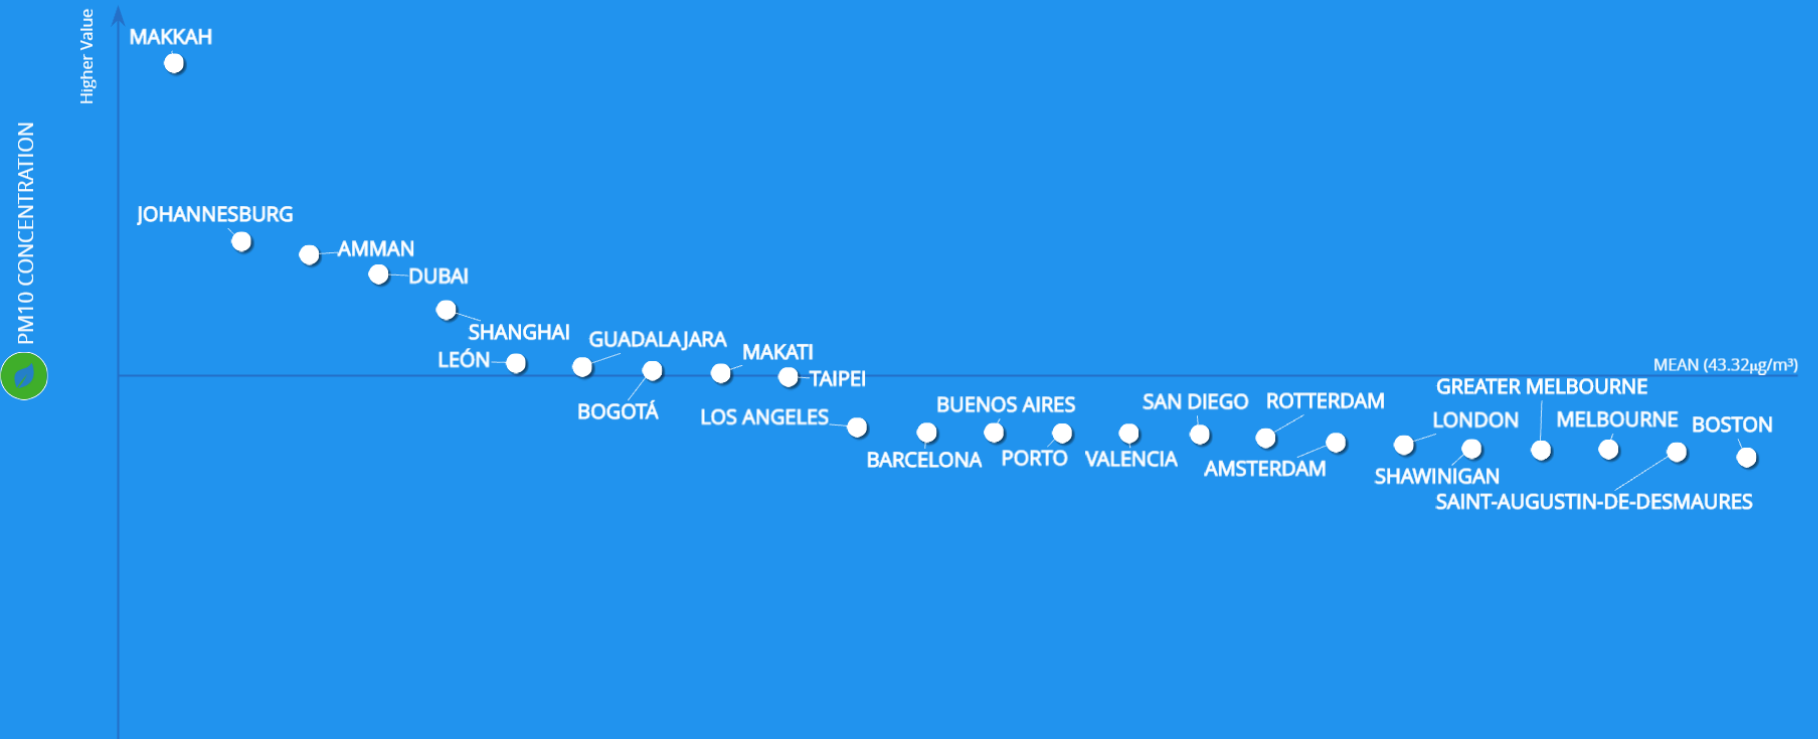 Higher Value
PM10 CONCENTRATION
MAKKAH
JOHANNESBURG
AMMAN
DUBAI
SHANGHAI
LEÓN
GUADALAJARA
BOGOTÁ
MAKATI
TAIPEI
MEAN (43.32µg/m³)
LOS ANGELES
BARCELONA
BUENOS AIRES
PORTO
VALENCIA
SAN DIEGO
ROTTERDAM
AMSTERDAM
LONDON
SHAWINIGAN
GREATER MELBOURNE
MELBOURNE
SAINT-AUGUSTIN-DE-DESMAURES
BOSTON